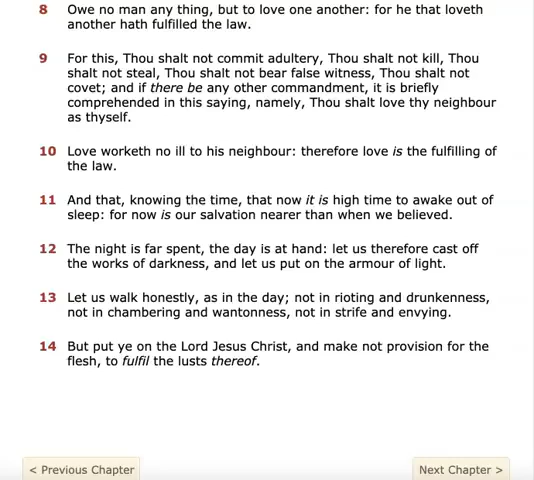 8 Owe no man any thing, but to love one another: for he that loveth
another hath fulfilled the law.
9 For this, Thou shalt not commit adultery, Thou shalt not kill, Thou
shalt not steal, Thou shalt not bear false witness, Thou shalt not
covet; and if there be any other commandment, it is briefly
comprehended in this saying, namely, Thou shalt love thy neighbour
as thyself.
10 Love worketh no ill to his neighbour: therefore love is the fulfilling of
the law.
11 And that, knowing the time, that now it is high time to awake out of
sleep: for now is our salvation nearer than when we believed.
12 The night is far spent, the day is at hand: let us therefore cast off
the works of darkness, and let us put on the armour of light.
13 Let us walk honestly, as in the day; not in rioting and drunkenness,
not in chambering and wantonness, not in strife and envying.
14 But put ye on the Lord Jesus Christ, and make not provision for the
flesh, to fulfil the lusts thereof.
< Previous Chapter
Next Chapter >